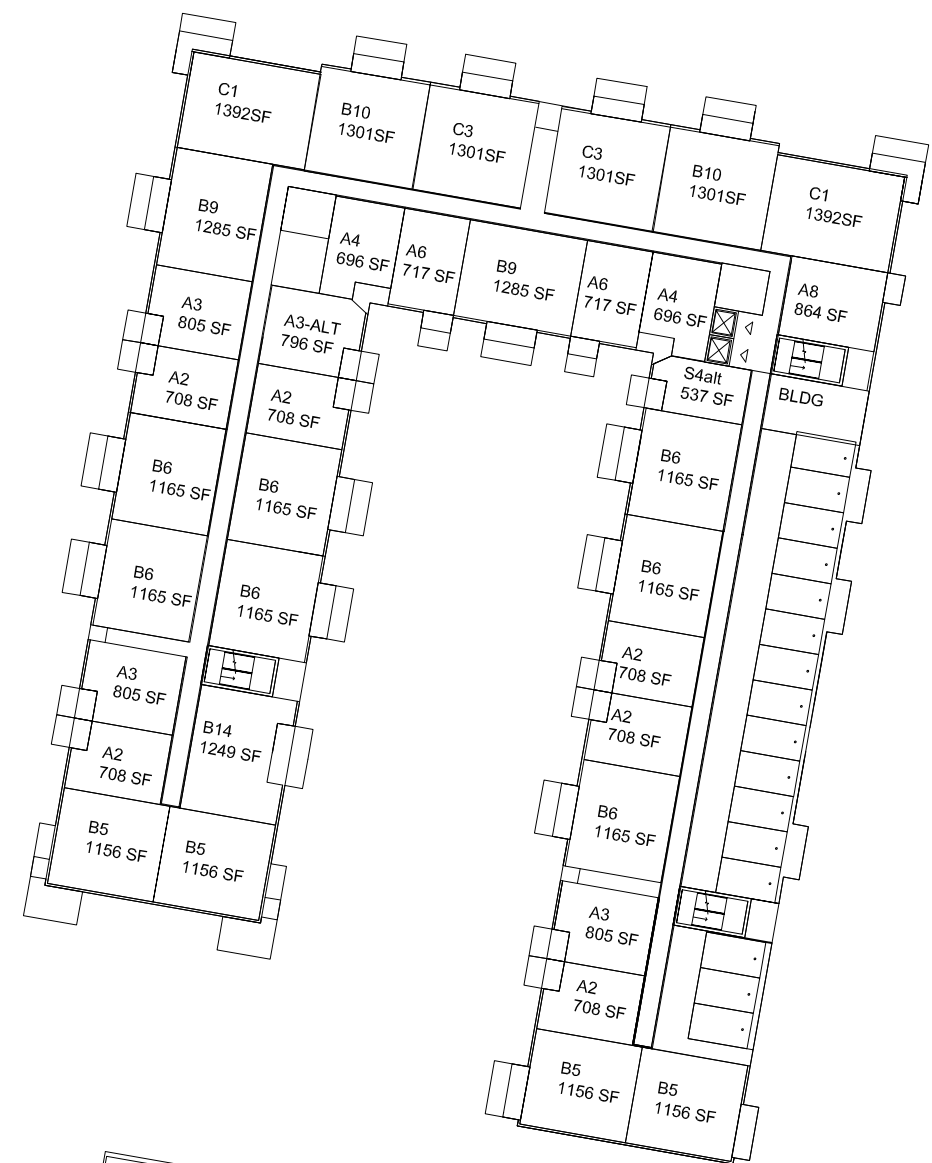 C1
1392SF
B10
1301SF
C3
1301SF
C3
1301SF
B10
1301SF
C1
1392SF
B9
1285 SF
A4
696 SF
A6
717 SF
B9
1285 SF
A6
717 SF
A4
696 SF
A8
864 SF
A3
805 SF
A3-ALT
796 SF
A2
708 SF
A2
708 SF
S4alt
537 SF
BLDG
B6
1165 SF
B6
1165 SF
B6
1165 SF
B6
1165 SF
B6
1165 SF
B6
1165 SF
A3
805 SF
B14
1249 SF
A2
708 SF
A2
708 SF
A2
708 SF
B5
1156 SF
B5
1156 SF
B6
1165 SF
A3
805 SF
A2
708 SF
B5
1156 SF
B5
1156 SF